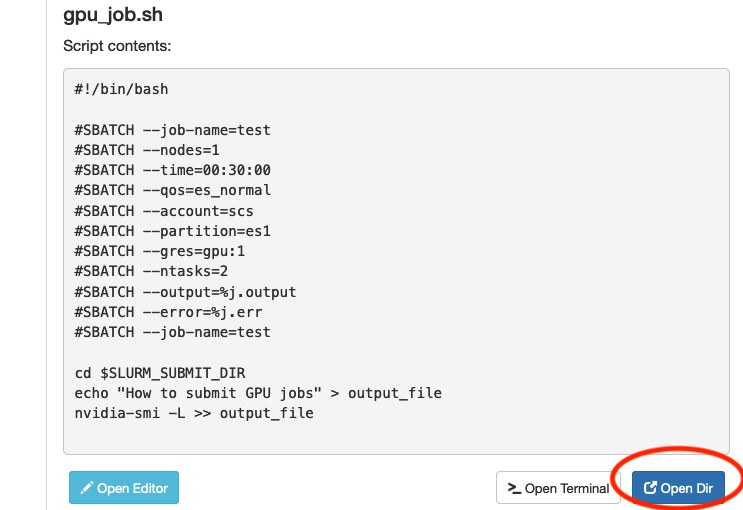 gpu_job.sh
Script contents:
#!/bin/bash
#SBATCH --job-name=test
#SBATCH --nodes=1
#SBATCH --time=00:30:00
#SBATCH --qos=es_normal
#SBATCH --account=scs
#SBATCH --partition=es1
#SBATCH --gres=gpu:1
#SBATCH --ntasks=2
#SBATCH --output=%j.output
#SBATCH --error=%j.err
#SBATCH --job-name=test
cd $SLURM_SUBMIT_DIR
echo "How to submit GPU jobs" > output_file
nvidia-smi -L >> output_file
Open Editor
>_ Open Terminal
Open Dir